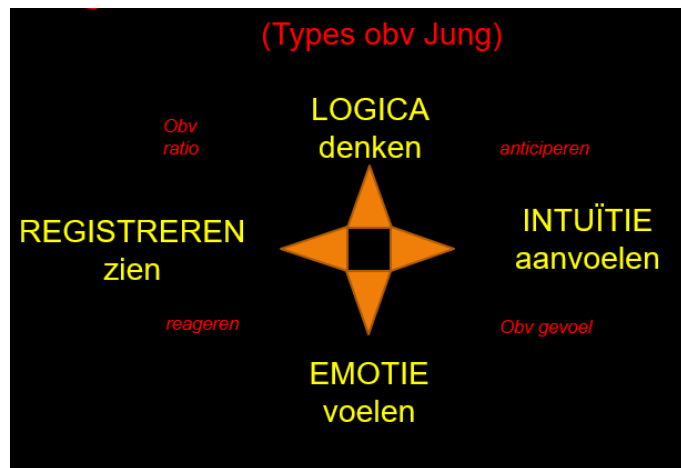 (Types obv Jung)
LOGICA
denken
Obv
ratio
anticiperen
REGISTREREN
zien
INTUÏTIE
aanvoelen
reageren
Obv gevoel
EMOTIE
voelen